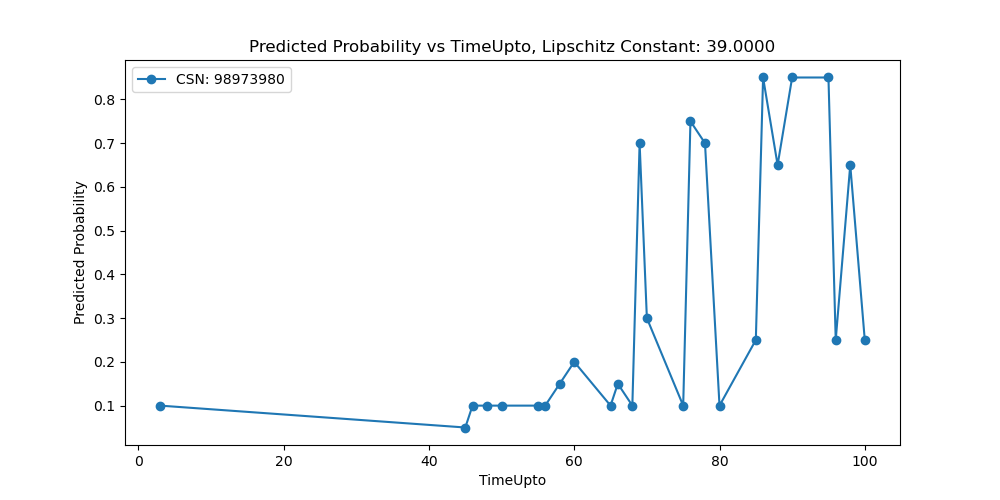 Predicted Probability vs TimeUpto, Lipschitz Constant: 39.0000
CSN: 98973980
Predicted Probability
0.8
0.7
0.6
0.5
0.4
0.3
0.2
0.1
0 20 40 60 80 100
TimeUpto